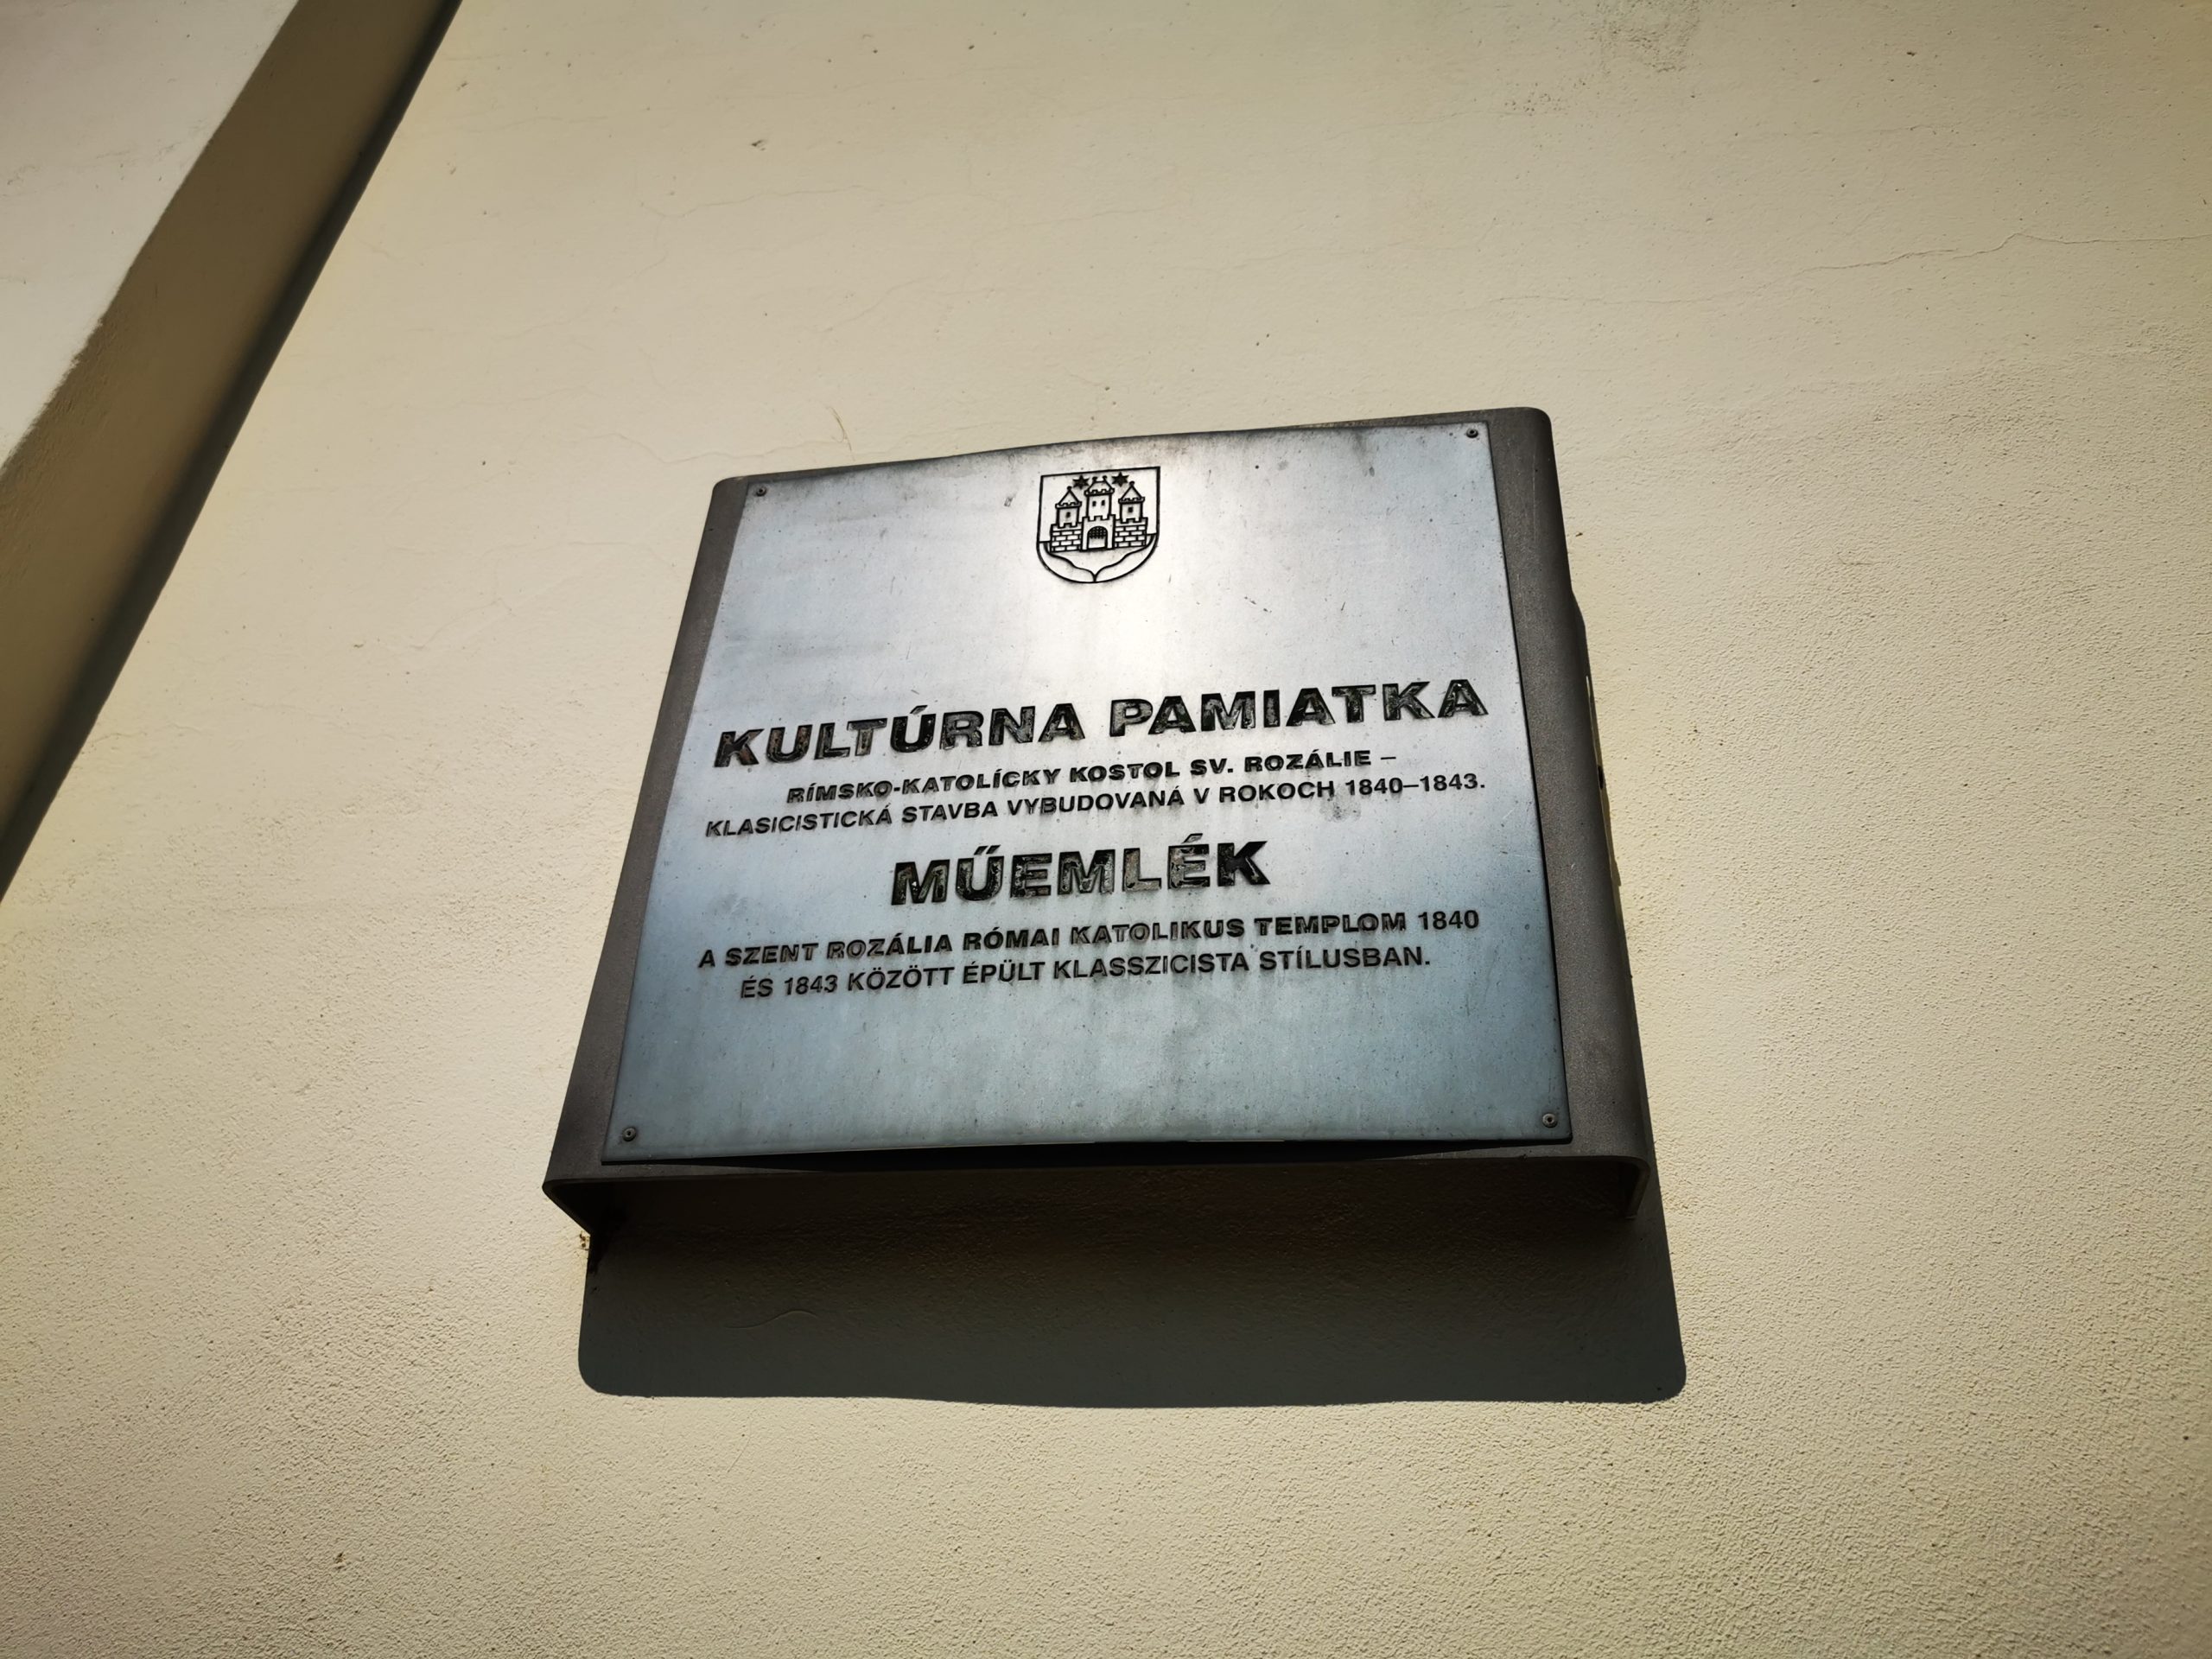 KULTÚRNA PAMIATKA
RÍMSKO-KATOLÍCKY KOSTOL SV. ROZÁLIE –
KLASICISTICKÁ STAVBA VYBUDOVANÁ V ROKOCH 1840–1843.
MŰEMLÉK
A SZENT ROZÁLIA RÓMAI KATOLIKUS TEMPLOM 1840
ÉS 1843 KÖZÖTT ÉPÜLT KLASSZICISTA STÍLUSBAN.